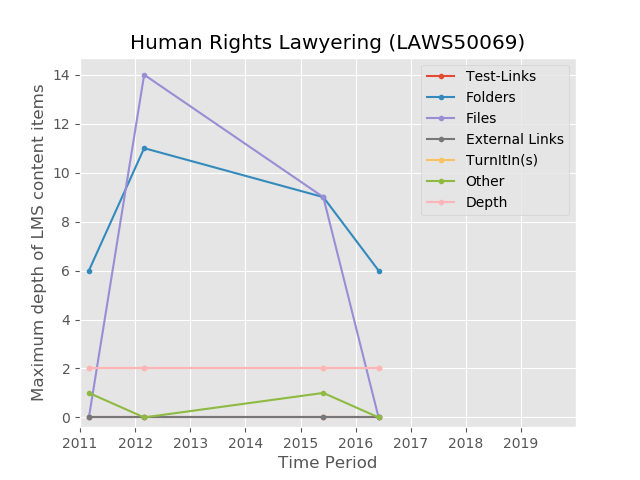 Human Rights Lawyering (LAWS50069)
Test-Links
Folders
Files
External Links
TurnItIn(s)
Other
Depth
Maximum depth of LMS content items
14
12
10
8
6
4
2
0
2011 2012 2013 2014 2015 2016 2017 2018 2019
Time Period